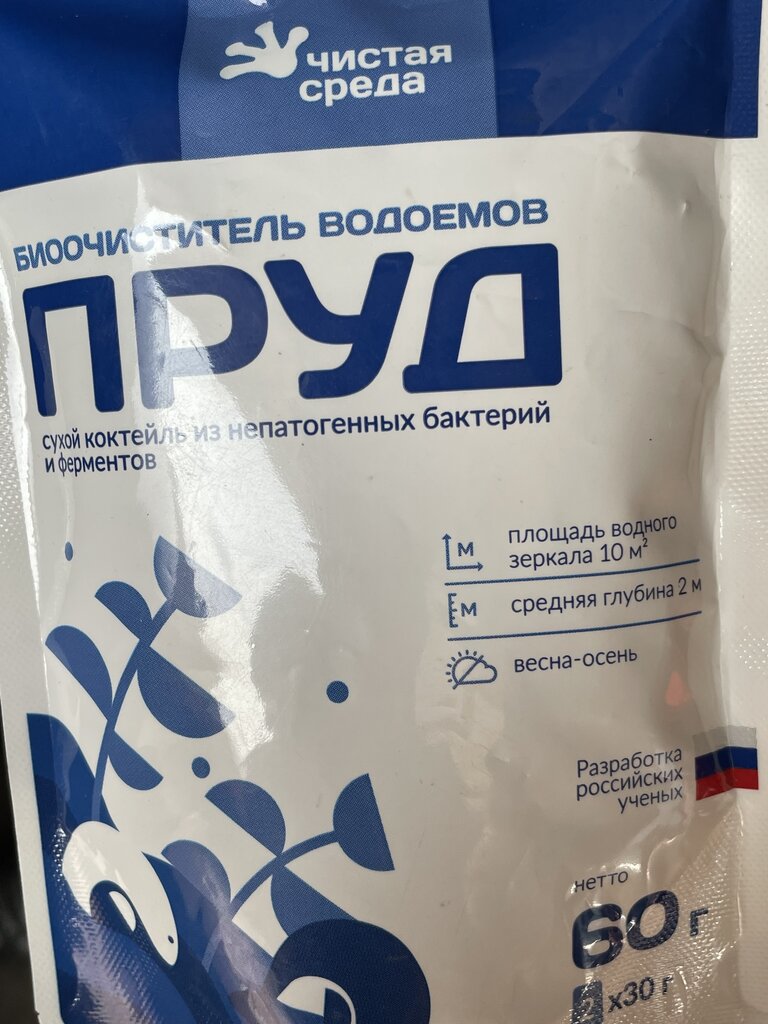 чистая
среда
БИООЧИСТИТЕЛЬ ВОДОЕМОВ
ПРУД
сухой коктейль из непатогенных бактерий
и ферментов
м
площадь водного
зеркала 10 м²
м
средняя глубина 2 м
весна-осень
Разработка
российских
ученых
нетто
60 г
2 x30 г